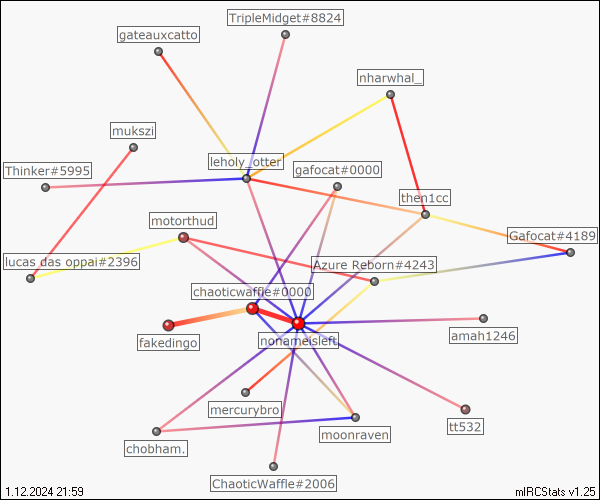 TripleMidget#8824
gateauxcatto
nharwhal_
mukszi
leholy_otter
Thinker#5995
gafocat#0000
then1cc
motorthud
Gafocat#4189
lucas das oppai#2396
Azure Reborn#4243
chaoticwaffle#0000
fakedingo
nonameisleft
amah1246
mercurybro
tt532
moonraven
chobham.
ChaoticWaffle#2006
1.12.2024 21:59
mIRCStats v1.25